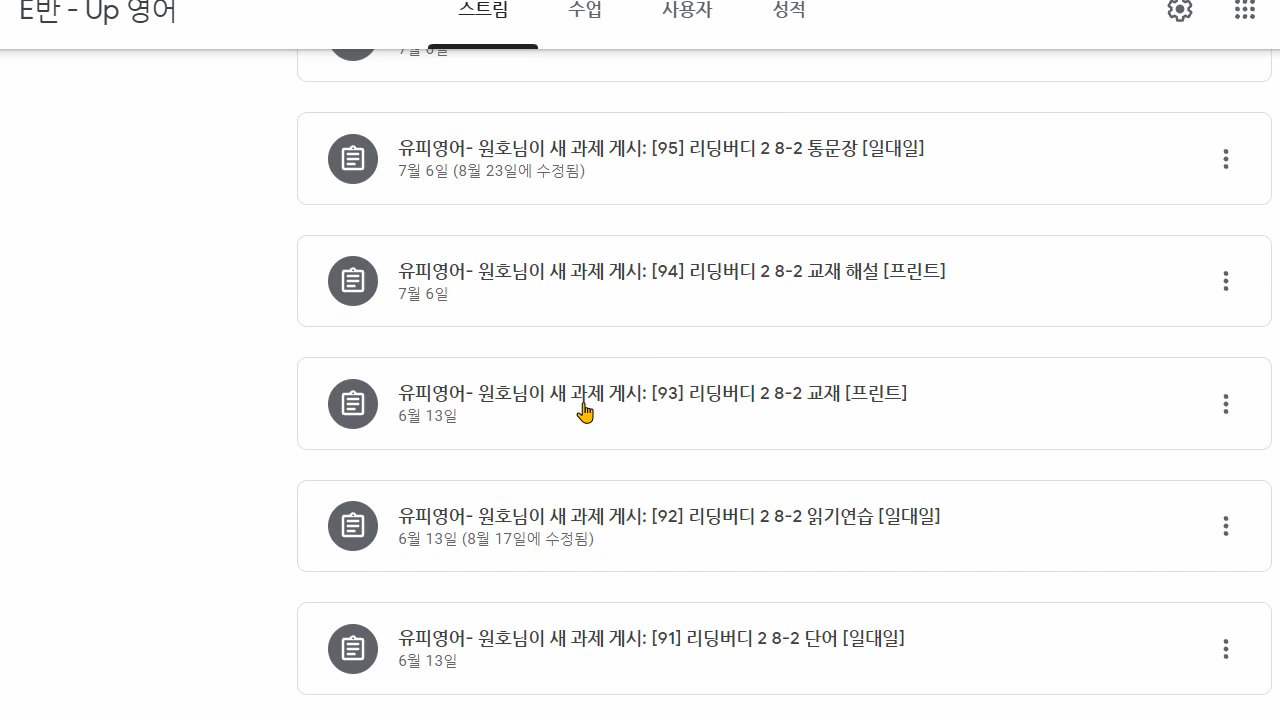 E반 - Up 영어
스트림 수업 사용자 성적
7월 6일
유피영어- 원호님이 새 과제 게시: [95] 리딩버디 2 8-2 통문장 [일대일]
7월 6일 (8월 23일에 수정됨)
유피영어- 원호님이 새 과제 게시: [94] 리딩버디 2 8-2 교재 해설 [프린트]
7월 6일
유피영어- 원호님이 새 과제 게시: [93] 리딩버디 2 8-2 교재 [프린트]
6월 13일
유피영어- 원호님이 새 과제 게시: [92] 리딩버디 2 8-2 읽기연습 [일대일]
6월 13일 (8월 17일에 수정됨)
유피영어- 원호님이 새 과제 게시: [91] 리딩버디 2 8-2 단어 [일대일]
6월 13일